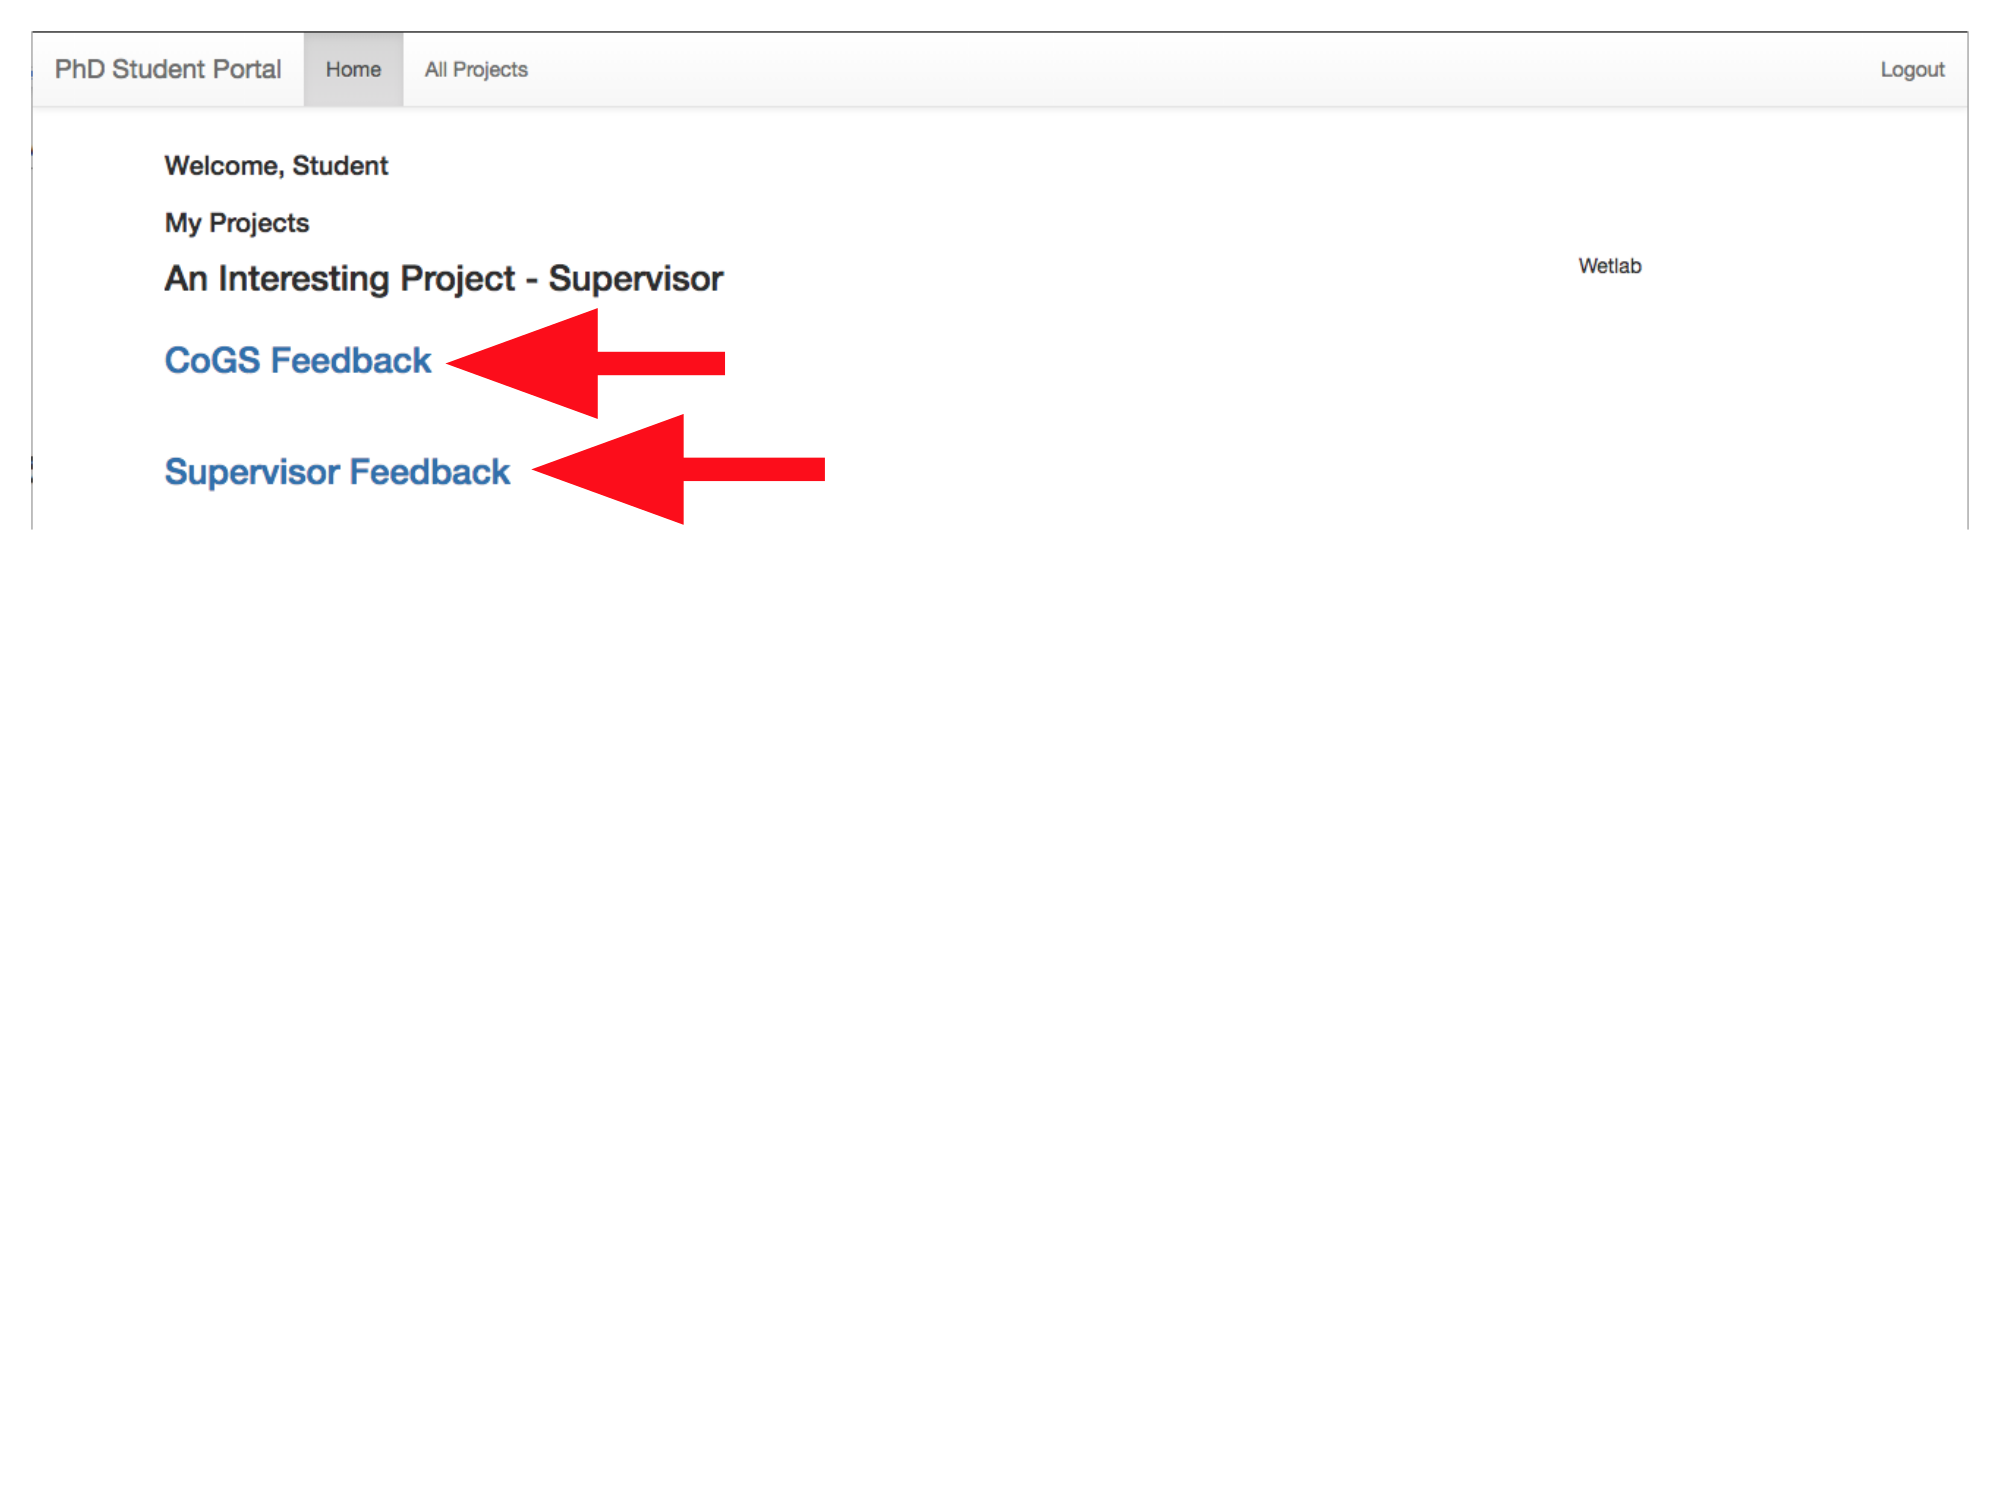 PhD Student Portal Home All Projects Logout
Welcome, Student
My Projects
An Interesting Project - Supervisor Wetlab
CoGS Feedback
Supervisor Feedback